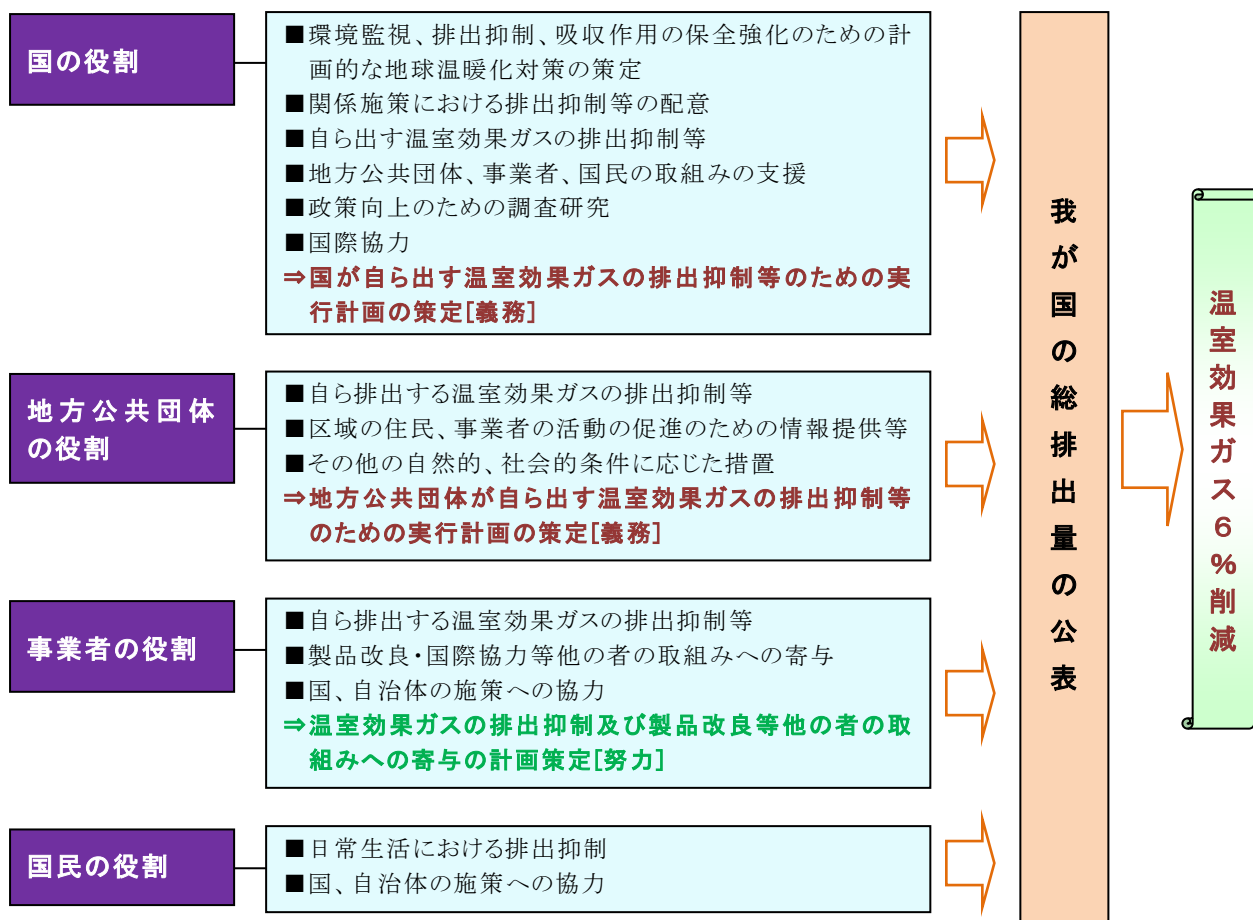 国の役割
■環境監視、排出抑制、吸収作用の保全強化のための計
画的な地球温暖化対策の策定
■関係施策における排出抑制等の配意
■自ら出す温室効果ガスの排出抑制等
■地方公共団体、事業者、国民の取組みの支援
■政策向上のための調査研究
■国際協力
⇒国が自ら出す温室効果ガスの排出抑制等のための実
行計画の策定[義務]
地方公共団体
の役割
■自ら排出する温室効果ガスの排出抑制等
■区域の住民、事業者の活動の促進のための情報提供等
■その他の自然的、社会的条件に応じた措置
⇒地方公共団体が自ら出す温室効果ガスの排出抑制等
のための実行計画の策定[義務]
事業者の役割
■自ら排出する温室効果ガスの排出抑制等
■製品改良・国際協力等他の者の取組みへの寄与
■国、自治体の施策への協力
⇒温室効果ガスの排出抑制及び製品改良等他の者の取
組みへの寄与の計画策定[努力]
国民の役割
■日常生活における排出抑制
■国、自治体の施策への協力
我が国の総排出量の公表
温室効果ガス6%削減